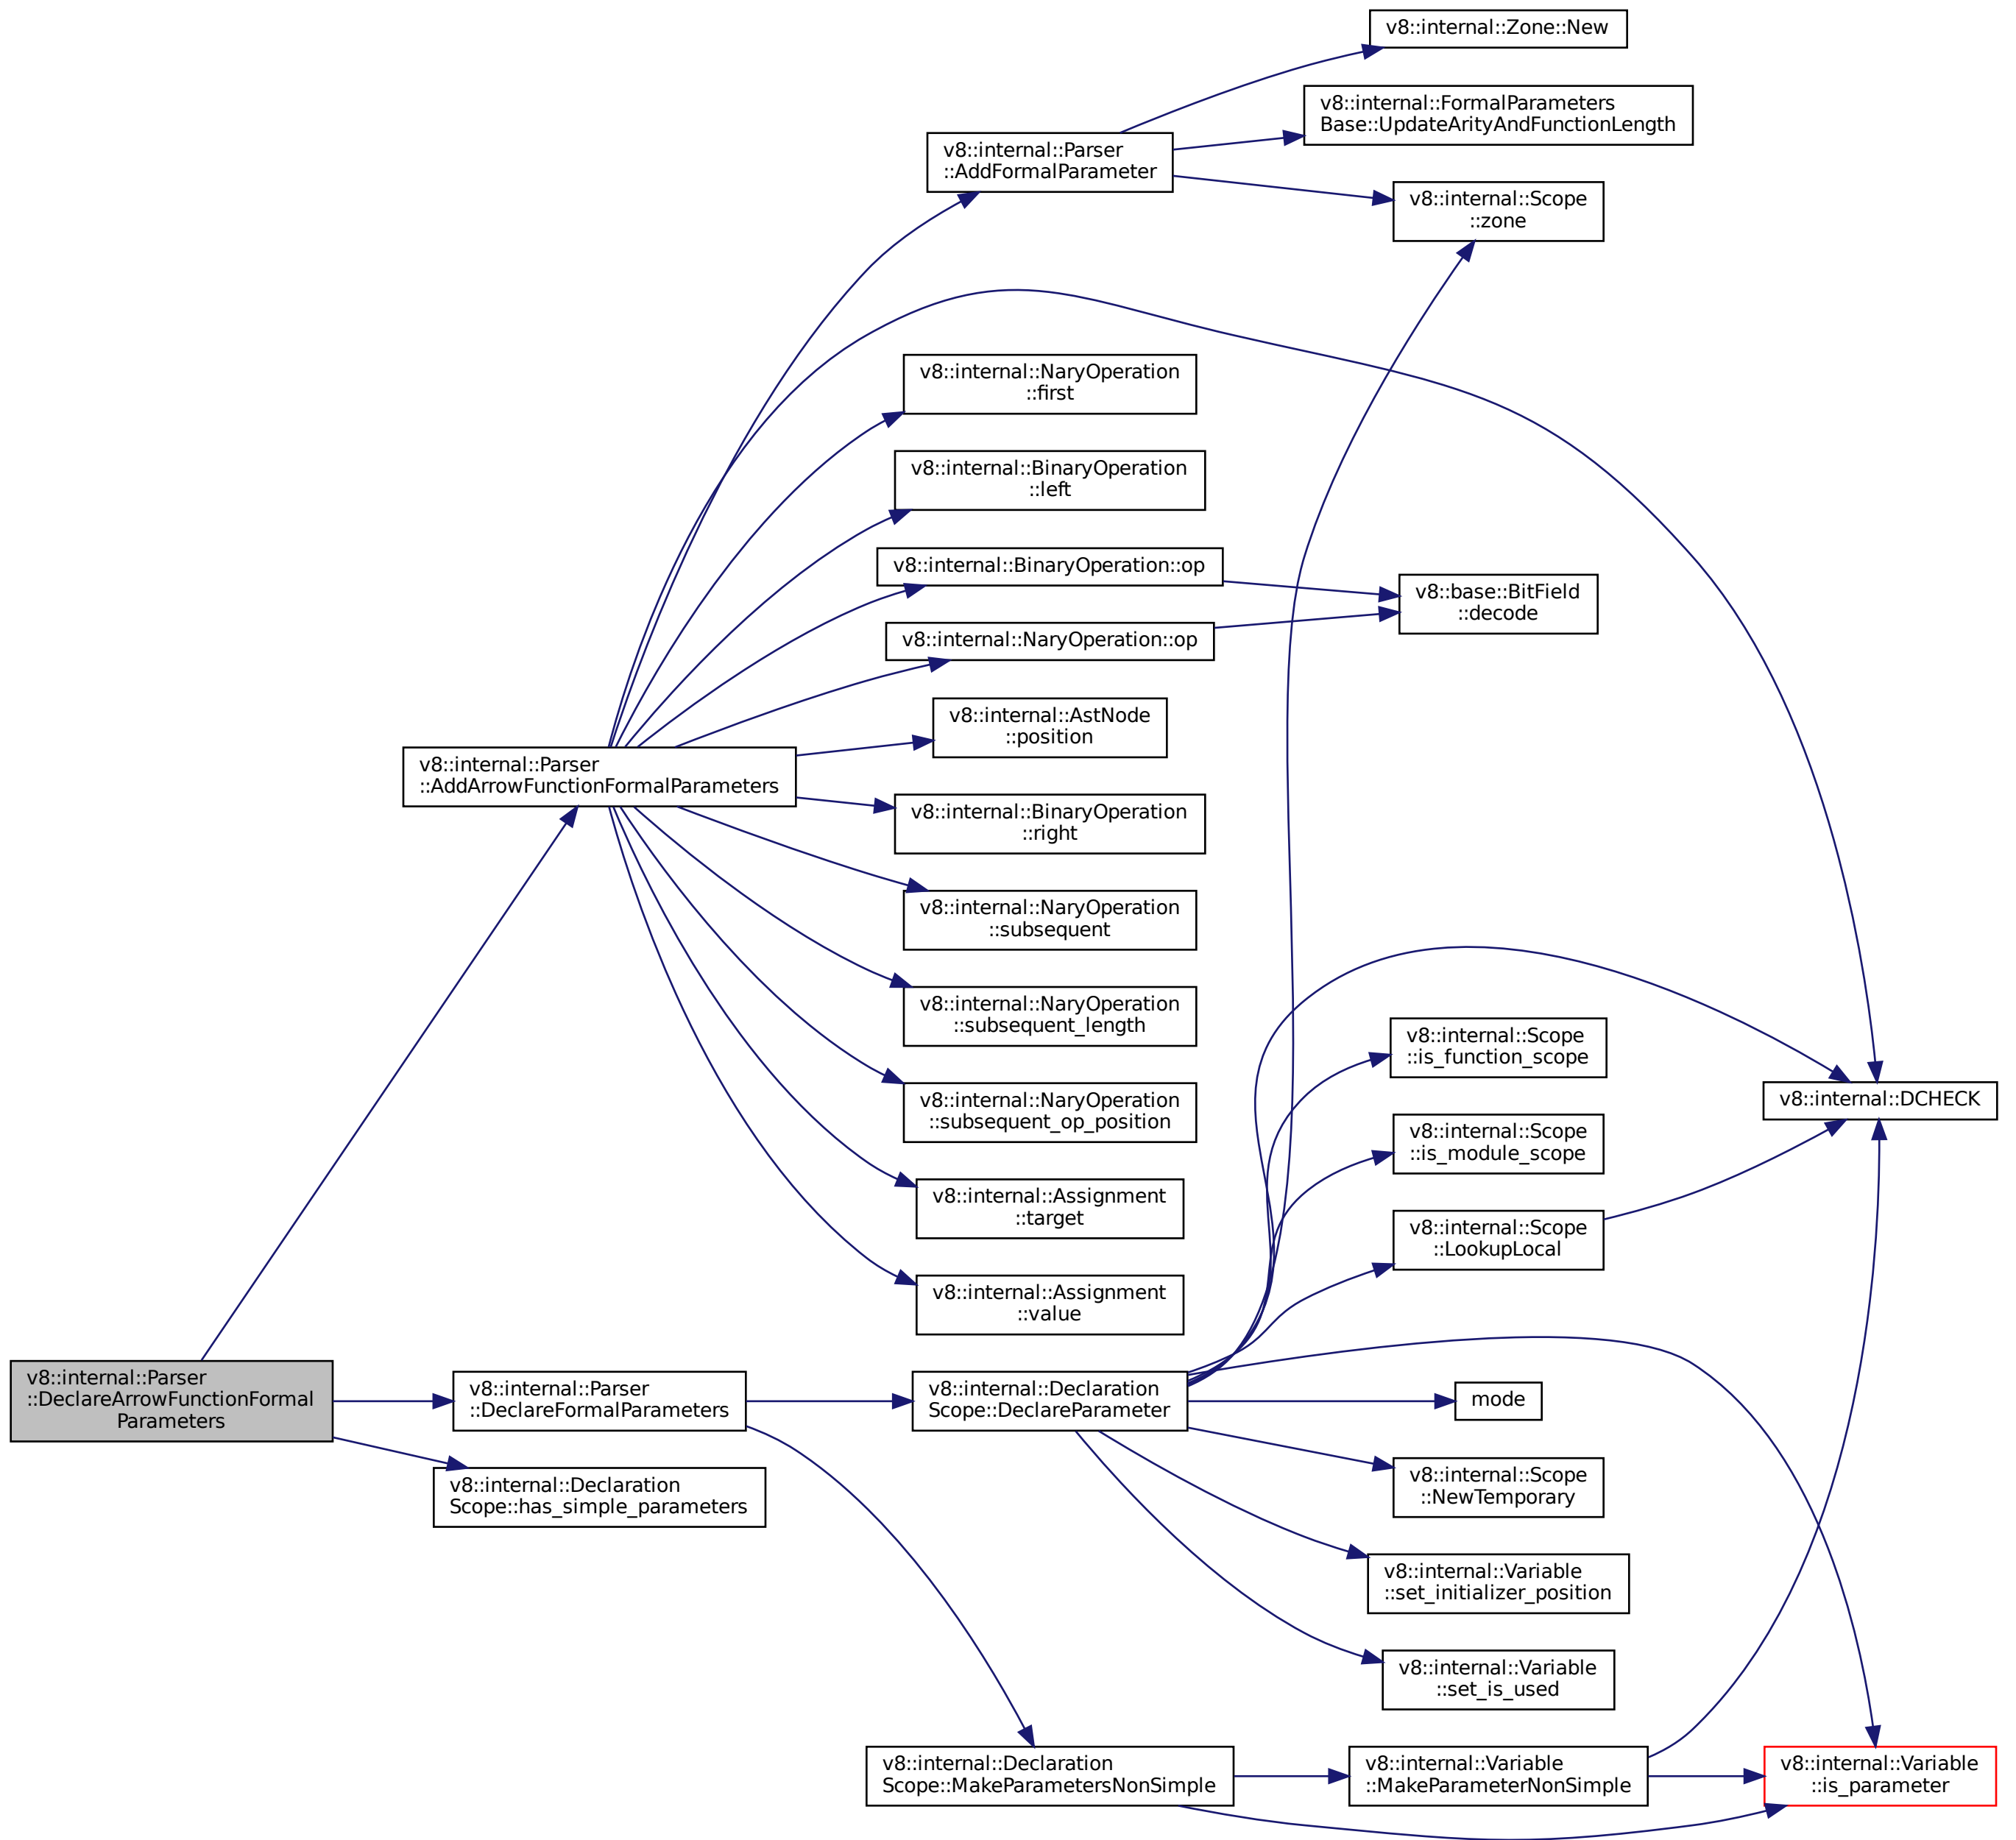 v8::internal::Zone::New
v8::internal::FormalParameters
Base::UpdateArityAndFunctionLength
v8::internal::Parser
::AddFormalParameter
v8::internal::Scope
::zone
v8::internal::NaryOperation
::first
v8::internal::BinaryOperation
::left
v8::internal::BinaryOperation::op
v8::base::BitField
::decode
v8::internal::NaryOperation::op
v8::internal::AstNode
::position
v8::internal::Parser
::AddArrowFunctionFormalParameters
v8::internal::BinaryOperation
::right
v8::internal::NaryOperation
::subsequent
v8::internal::NaryOperation
::subsequent_length
v8::internal::Scope
::is_function_scope
v8::internal::DCHECK
v8::internal::NaryOperation
::subsequent_op_position
v8::internal::Scope
::is_module_scope
v8::internal::Assignment
::target
v8::internal::Scope
::LookupLocal
v8::internal::Assignment
::value
v8::internal::Parser
::DeclareArrowFunctionFormal
Parameters
v8::internal::Parser
::DeclareFormalParameters
v8::internal::Declaration
Scope::DeclareParameter
mode
v8::internal::Declaration
Scope::has_simple_parameters
v8::internal::Scope
::NewTemporary
v8::internal::Variable
::set_initializer_position
v8::internal::Variable
::set_is_used
v8::internal::Declaration
Scope::MakeParametersNonSimple
v8::internal::Variable
::MakeParameterNonSimple
v8::internal::Variable
::is_parameter